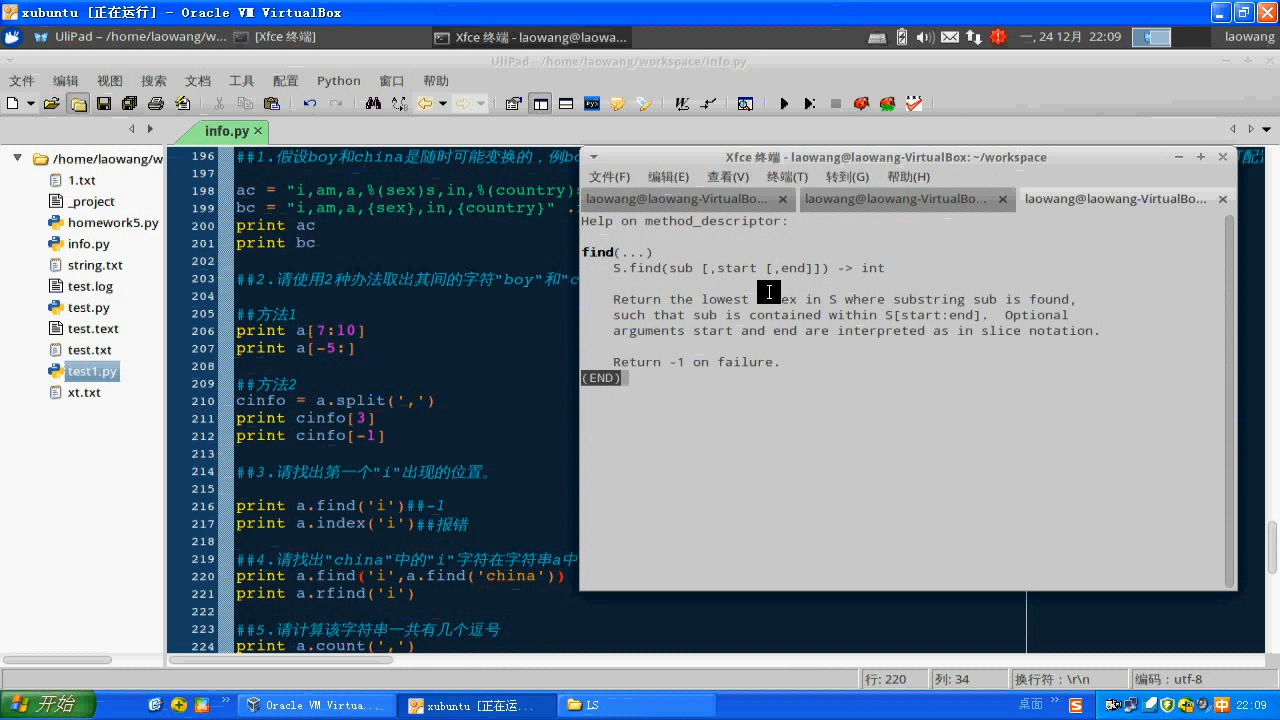 xubuntu [正在运行] - Oracle VM VirtualBox
UliPad - /home/laowang/w... [Xfce 终端] Xfce 终端 - laowang@laowa... 一, 24 12月 22:09 laowang
UliPad - /home/laowang/workspace/info.py
文件 编辑 视图 搜索 文档 工具 配置 Python 窗口 帮助
info.py
/home/laowang/w
1.txt
_project
homework5.py
info.py
string.txt
test.log
test.py
test.text
test.txt
test1.py
xt.txt
196 ##1.假设boy和china是随时可能变换的，例bo
197
198 ac = "i,am,a,%(sex)s,in,%(country)s
199 bc = "i,am,a,{sex},in,{country}" .
200 print ac
201 print bc
202
203 ##2.请使用2种办法取出其间的字符"boy"和"c
204
205 ##方法1
206 print a[7:10]
207 print a[-5:]
208
209 ##方法2
210 cinfo = a.split(',')
211 print cinfo[3]
212 print cinfo[-1]
213
214 ##3.请找出第一个"i"出现的位置。
215
216 print a.find('i')##-1
217 print a.index('i')##报错
218
219 ##4.请找出"china"中的"i"字符在字符串a中
220 print a.find('i',a.find('china'))
221 print a.rfind('i')
222
223 ##5.请计算该字符串一共有几个逗号
224 print a.count(',')
Xfce 终端 - laowang@laowang-VirtualBox: ~/workspace
文件(F) 编辑(E) 查看(V) 终端(T) 转到(G) 帮助(H)
laowang@laowang-VirtualBo... laowang@laowang-VirtualBo... laowang@laowang-VirtualBo...
Help on method_descriptor:
find(...)
S.find(sub [,start [,end]]) -> int
Return the lowest ex in S where substring sub is found,
such that sub is contained within S[start:end]. Optional
arguments start and end are interpreted as in slice notation.
Return -1 on failure.
(END)
行: 220 列: 34 换行符: \r\n 编码: utf-8
开始 Oracle VM Virtua... xubuntu [正在运... LS 桌面 中 22:09